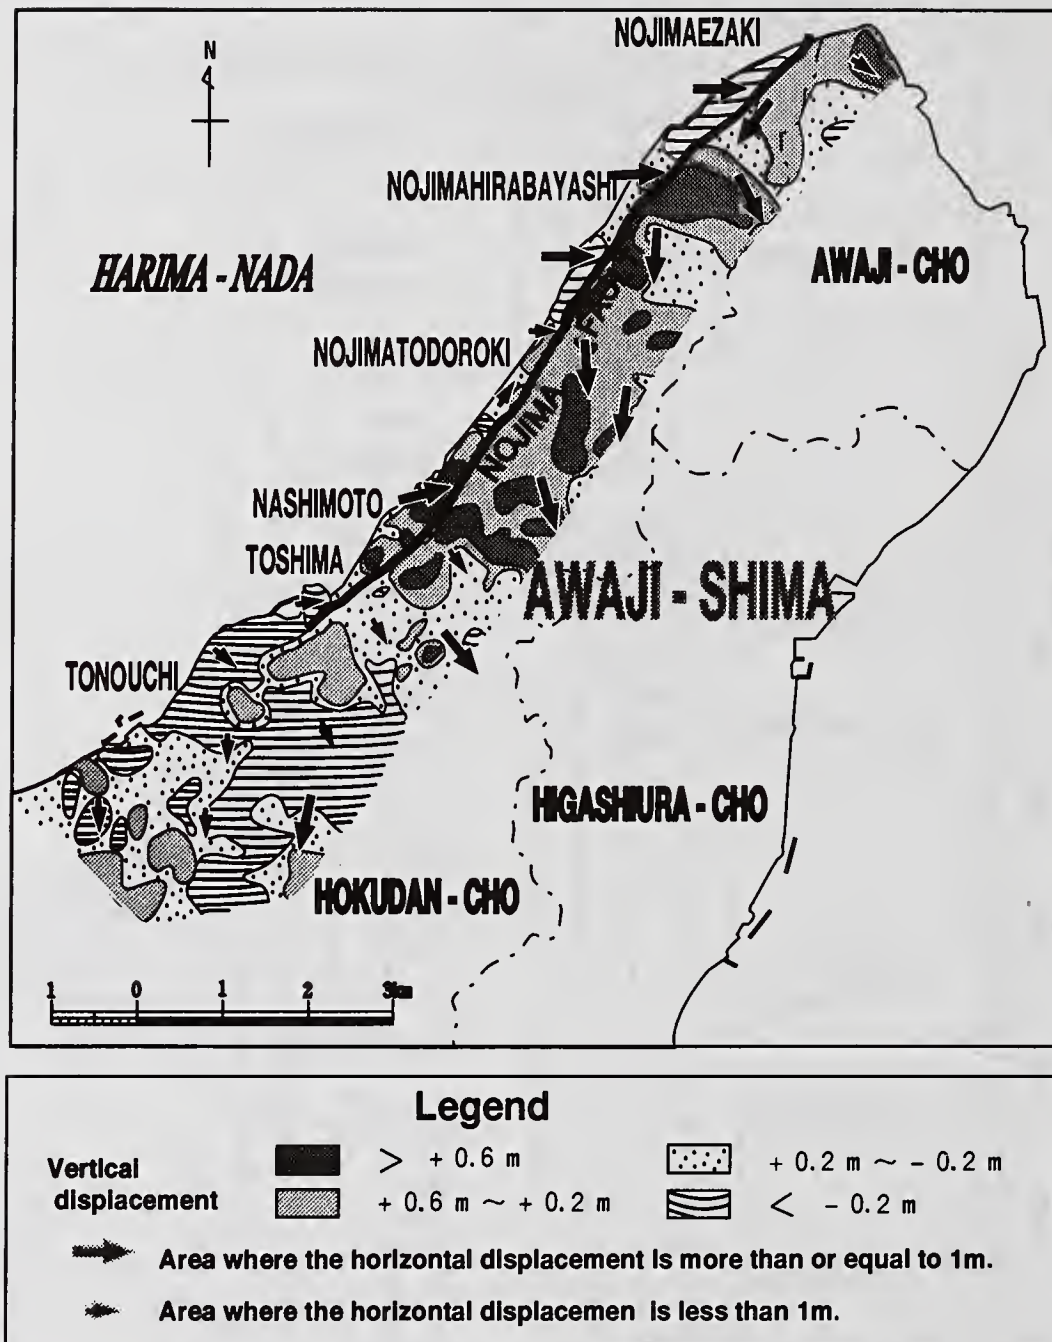 NOJIMAEZAKI
N
NOJIMAHIRABAYASHI
HARIMA - NADA
AWAJI - CHO
NOJIMATODOROKI
NOJIMA
NASHIMOTO
TOSHIMA
AWAJI - SHIMA
TONOUCHI
HIGASHIURA - CHO
HOKUDAN - CHO
1 0 1 2 3km
Legend
Vertical
displacement
> + 0.6 m
+ 0.2 m ~ - 0.2 m
+ 0.6 m ~ + 0.2 m
< - 0.2 m
Area where the horizontal displacement is more than or equal to 1m.
Area where the horizontal displacemen is less than 1m.